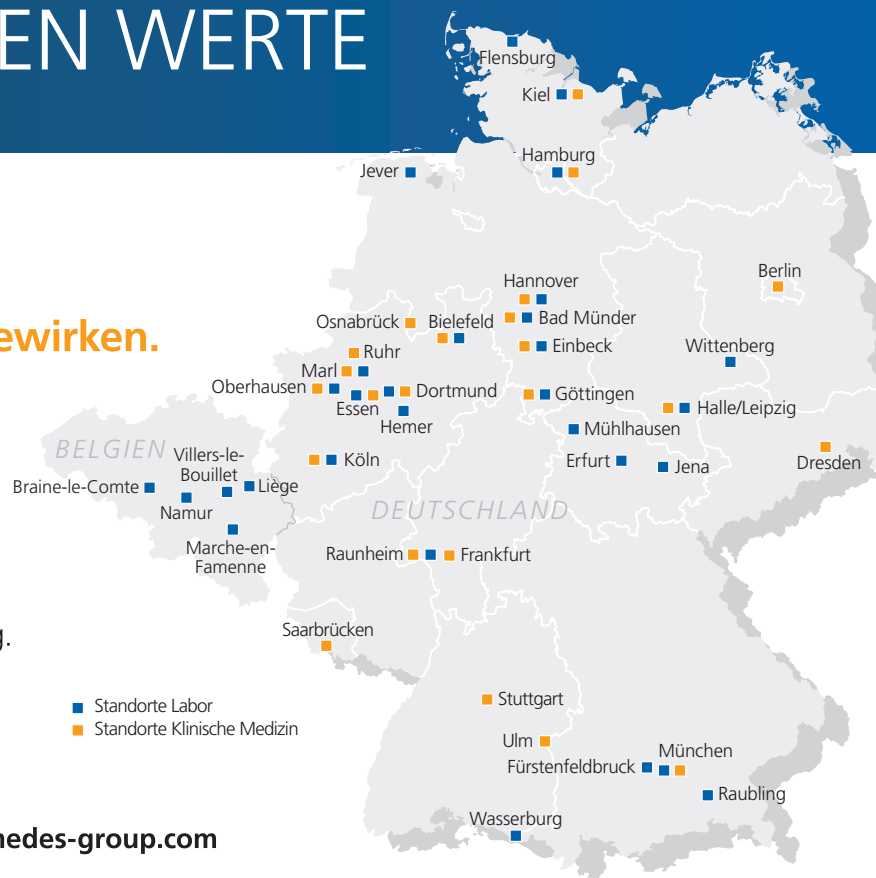 EN WERTE
Flensburg
Kiel
Hamburg
Jever
Berlin
Hannover
Osnabrück
Bielefeld
Bad Münder
ewirken.
Ruhr
Einbeck
Wittenberg
Marl
Oberhausen
Dortmund
Göttingen
Essen
Halle/Leipzig
Hemer
Mühlhausen
BELGIEN
Villers-le-
Bouillet
Köln
Erfurt
Jena
Dresden
Braine-le-Comte
Liège
Namur
DEUTSCHLAND
Marche-en-
Famenne
Raunheim
Frankfurt
Saarbrücken
g.
Stuttgart
Standorte Labor
Standorte Klinische Medizin
Ulm
München
Fürstenfeldbruck
Raubling
Wasserburg
nedes-group.com